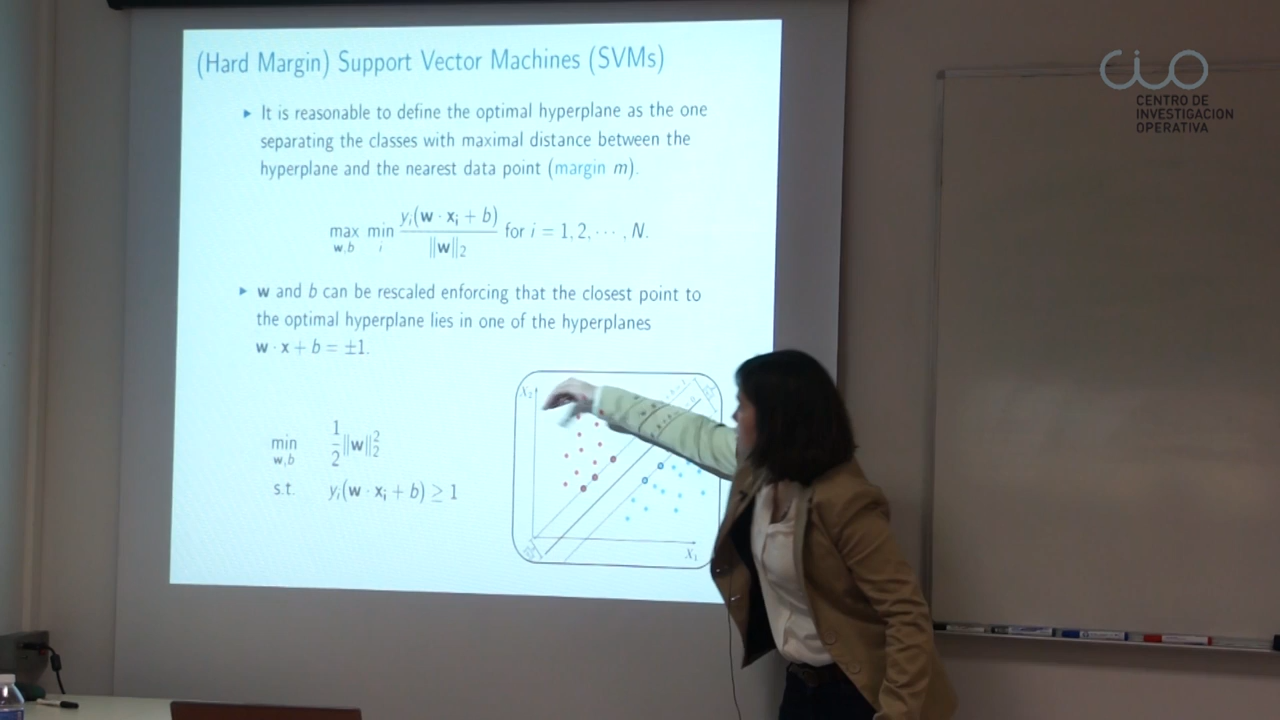 (Hard Margin) Support Vector Machines (SVMs)
It is reasonable to define the optimal hyperplane as the one
separating the classes with maximal distance between the
hyperplane and the nearest data point (margin m).
max min yᵢ(w · xᵢ + b) / ||w||₂ for i = 1, 2, ⋯ , N.
w,b i
w and b can be rescaled enforcing that the closest point to
the optimal hyperplane lies in one of the hyperplanes
w · x + b = ±1.
min 1/2 ||w||₂²
w,b
s.t. yᵢ(w · xᵢ + b) ≥ 1
X₂
X₁
CIO
CENTRO DE
INVESTIGACION
OPERATIVA